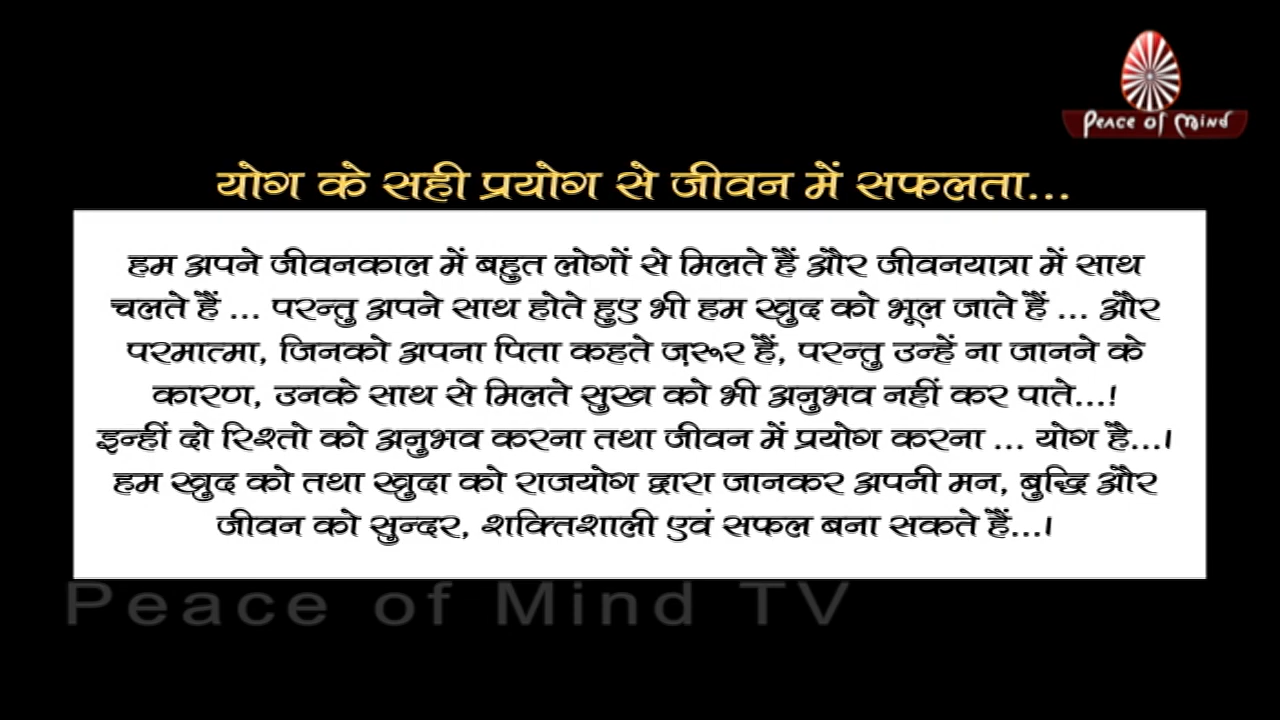 Peace of Mind
योग के सही प्रयोग से जीवन में सफलता...
हम अपने जीवनकाल में बहुत लोगों से मिलते हैं और जीवनयात्रा में साथ
चलते हैं ... परन्तु अपने साथ होते हुए भी हम खुद को भूल जाते हैं ... और
परमात्मा, जिनको अपना पिता कहते ज़रूर हैं, परन्तु उन्हें ना जानने के
कारण, उनके साथ से मिलते सुख को भी अनुभव नहीं कर पाते...!
इन्हीं दो रिश्तो को अनुभव करना तथा जीवन में प्रयोग करना ... योग है...।
हम खुद को तथा खुदा को राजयोग द्वारा जानकर अपनी मन, बुद्धि और
जीवन को सुन्दर, शक्तिशाली एवं सफल बना सकते हैं...।
Peace of Mind TV